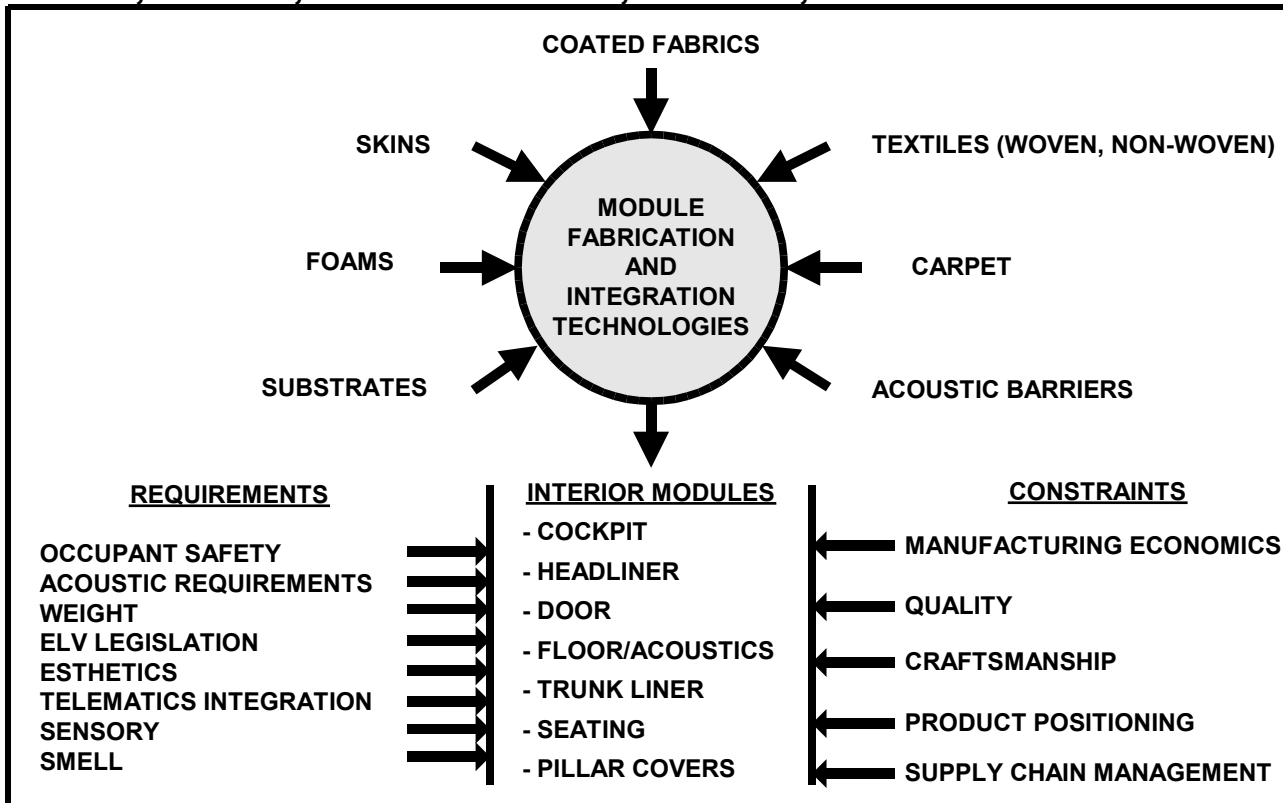 COATED FABRICS
SKINS
TEXTILES (WOVEN, NON-WOVEN)
MODULE
FABRICATION
AND
INTEGRATION
TECHNOLOGIES
FOAMS
CARPET
SUBSTRATES
ACOUSTIC BARRIERS
REQUIREMENTS
OCCUPANT SAFETY
ACOUSTIC REQUIREMENTS
WEIGHT
ELV LEGISLATION
ESTHETICS
TELEMATICS INTEGRATION
SENSORY
SMELL
INTERIOR MODULES
- COCKPIT
- HEADLINER
- DOOR
- FLOOR/ACOUSTICS
- TRUNK LINER
- SEATING
- PILLAR COVERS
CONSTRAINTS
MANUFACTURING ECONOMICS
QUALITY
CRAFTSMANSHIP
PRODUCT POSITIONING
SUPPLY CHAIN MANAGEMENT